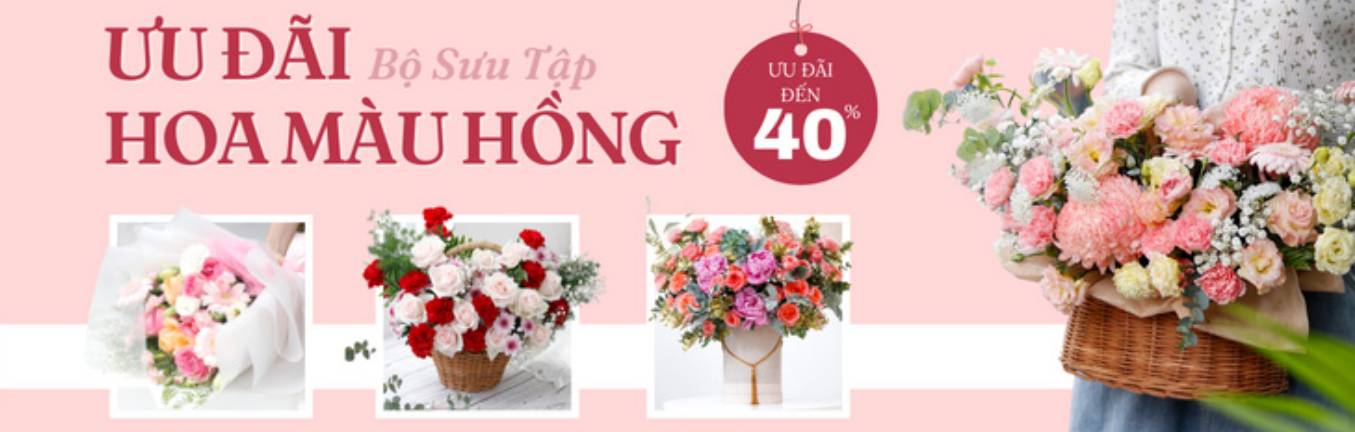 ƯU ĐÃI Bộ Sưu Tập
HOA MÀU HỒNG
ƯU ĐÃI
ĐẾN
40%